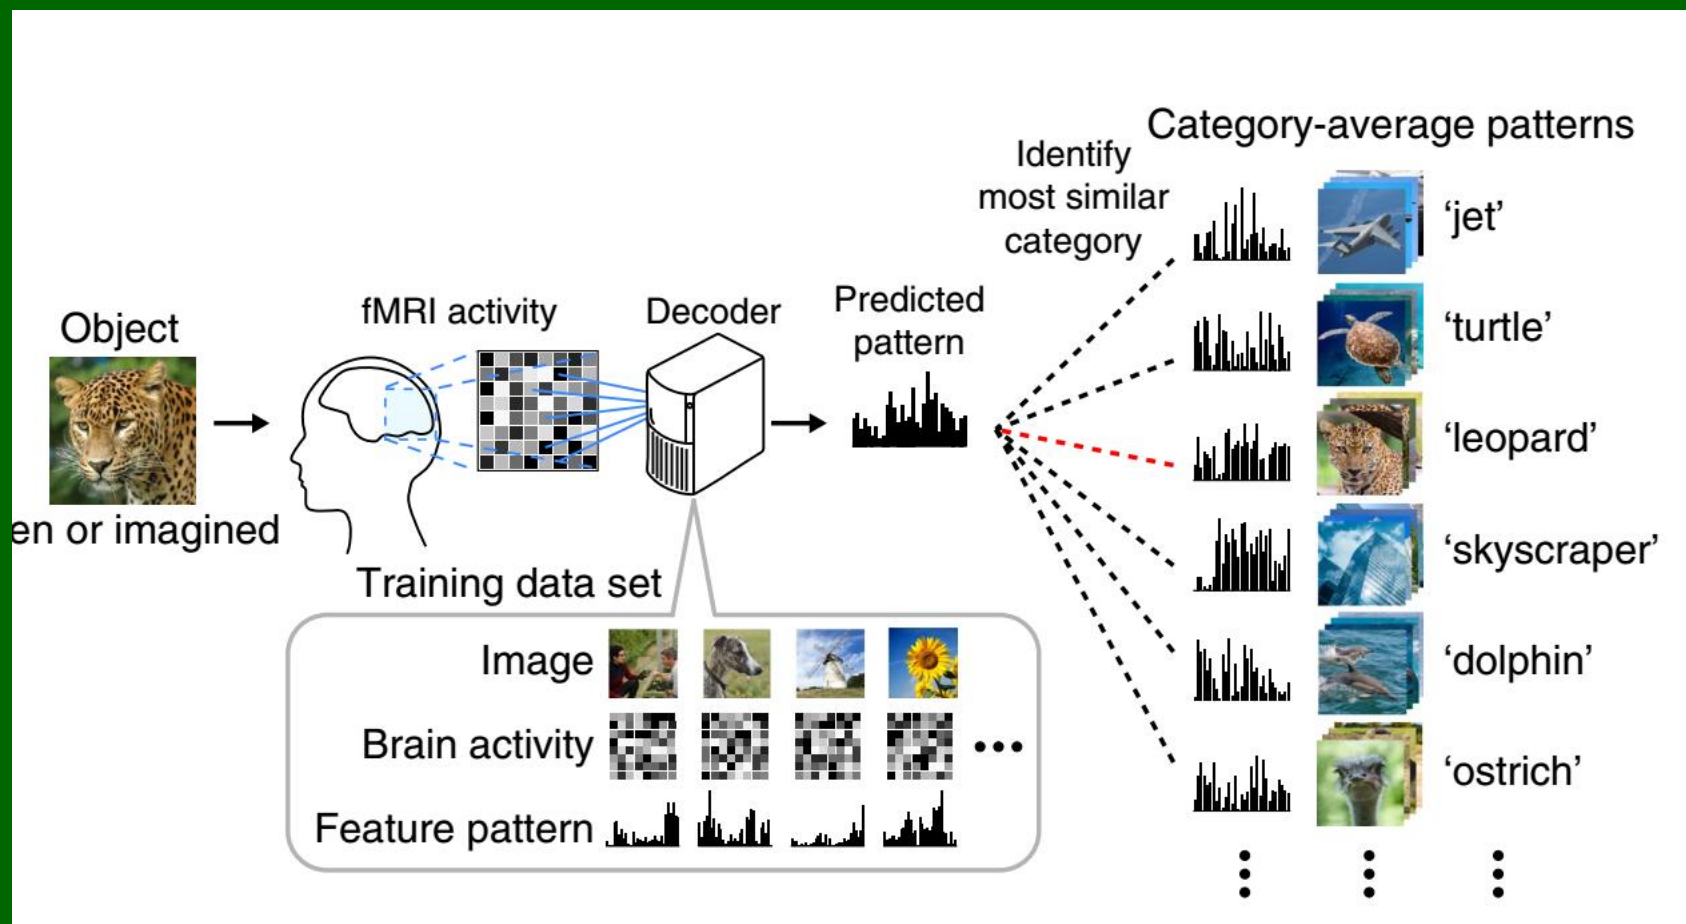 Category-average patterns
Identify
most similar
category
‘jet’
‘turtle’
‘leopard’
‘skyscraper’
‘dolphin’
‘ostrich’
Object
en or imagined
fMRI activity
Decoder
Predicted
pattern
Training data set
Image
Brain activity
Feature pattern